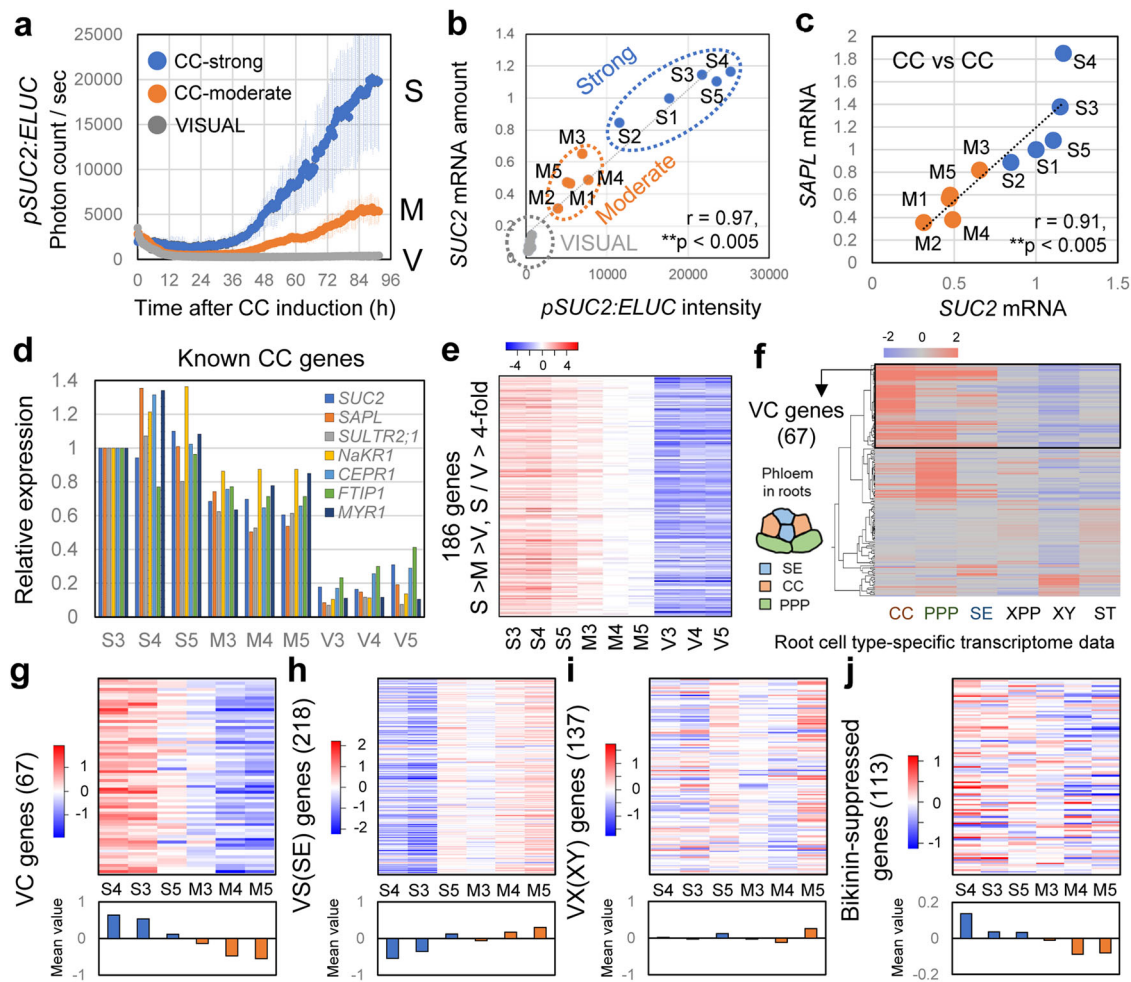 a
pSUC2:ELUC
Photon count / sec
25000
20000
15000
10000
5000
0
CC-strong
CC-moderate
VISUAL
S
M
V
0 12 24 36 48 60 72 84 96
Time after CC induction (h)
b
SUC2 mRNA amount
1.4
1.2
1
0.8
0.6
0.4
0.2
0
Strong
S4
S3
S5
S1
S2
M3
M5
M4
M2
M1
Moderate
VISUAL
r = 0.97,
**p < 0.005
0 10000 20000 30000
pSUC2:ELUC intensity
c
SAPL mRNA
2
1.8
1.6
1.4
1.2
1
0.8
0.6
0.4
0.2
0
CC vs CC
S4
S3
M3
S5
M5
S1
S2
M1
M2
M4
r = 0.91,
**p < 0.005
0 0.5 1 1.5
SUC2 mRNA
d
Known CC genes
Relative expression
1.4
1.2
1
0.8
0.6
0.4
0.2
0
SUC2
SAPL
SULTR2;1
NaKR1
CEPR1
FTIP1
MYR1
S3 S4 S5 M3 M4 M5 V3 V4 V5
e
-4 0 4
186 genes
S >M >V, S / V > 4-fold
S3 S4 S5 M3 M4 M5 V3 V4 V5
f
-2 0 2
VC genes
(67)
Phloem
in roots
SE
CC
PPP
CC PPP SE XPP XY ST
Root cell type-specific transcriptome data
g
VC genes (67)
1
0
-1
S4 S3 S5 M3 M4 M5
Mean value
1
0
-1
h
VS(SE) genes (218)
2
1
0
-1
-2
S4 S3 S5 M3 M4 M5
Mean value
1
0
-1
i
VX(XY) genes (137)
1
0
-1
S4 S3 S5 M3 M4 M5
Mean value
1
0
-1
j
Bikinin-suppressed
genes (113)
1
0
-1
S4 S3 S5 M3 M4 M5
Mean value
0.2
0
-0.2